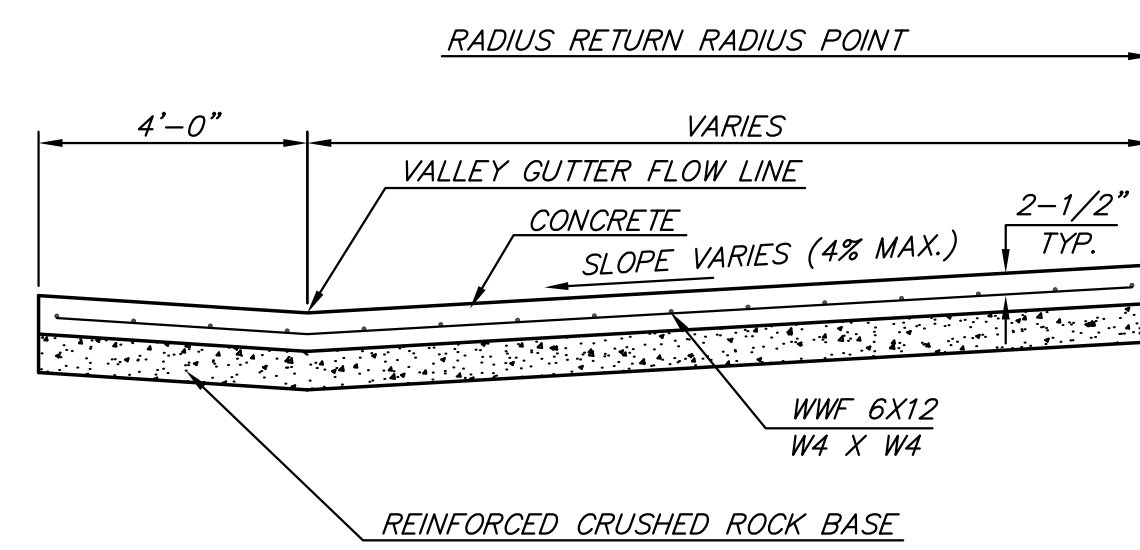 RADIUS RETURN RADIUS POINT
4'-0"
VARIES
VALLEY GUTTER FLOW LINE
2-1/2"
TYP.
CONCRETE
SLOPE VARIES (4% MAX.)
WWF 6X12
W4 X W4
REINFORCED CRUSHED ROCK BASE